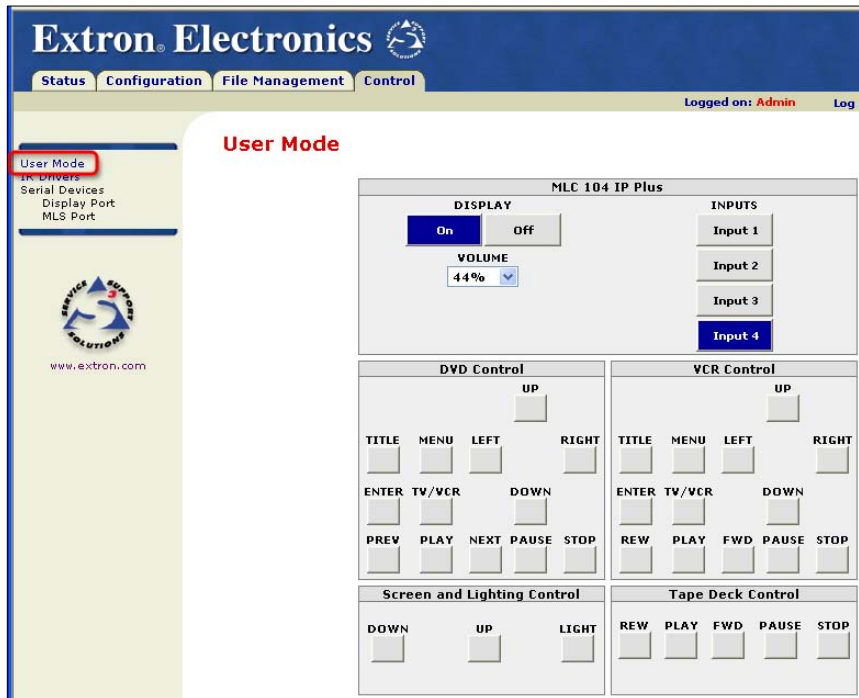 Extron® Electronics
Status Configuration File Management Control
Logged on: Admin Log
User Mode
IR Drivers
Serial Devices
Display Port
MLS Port
SERVICE SUPPORT SOLUTIONS
S3
www.extron.com
User Mode
MLC 104 IP Plus
DISPLAY
On Off
VOLUME
44%
INPUTS
Input 1
Input 2
Input 3
Input 4
DVD Control
UP
TITLE MENU LEFT RIGHT
ENTER TV/VCR DOWN
PREV PLAY NEXT PAUSE STOP
VCR Control
UP
TITLE MENU LEFT RIGHT
ENTER TV/VCR DOWN
REW PLAY FWD PAUSE STOP
Screen and Lighting Control
DOWN UP LIGHT
Tape Deck Control
REW PLAY FWD PAUSE STOP